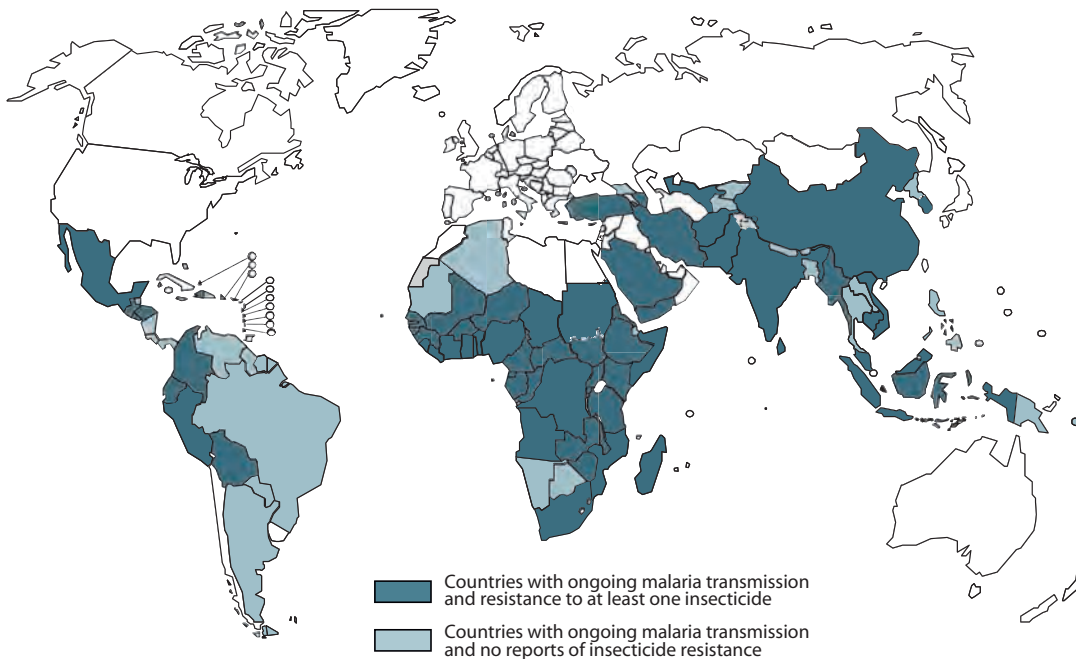 Countries with ongoing malaria transmission
and resistance to at least one insecticide
Countries with ongoing malaria transmission
and no reports of insecticide resistance